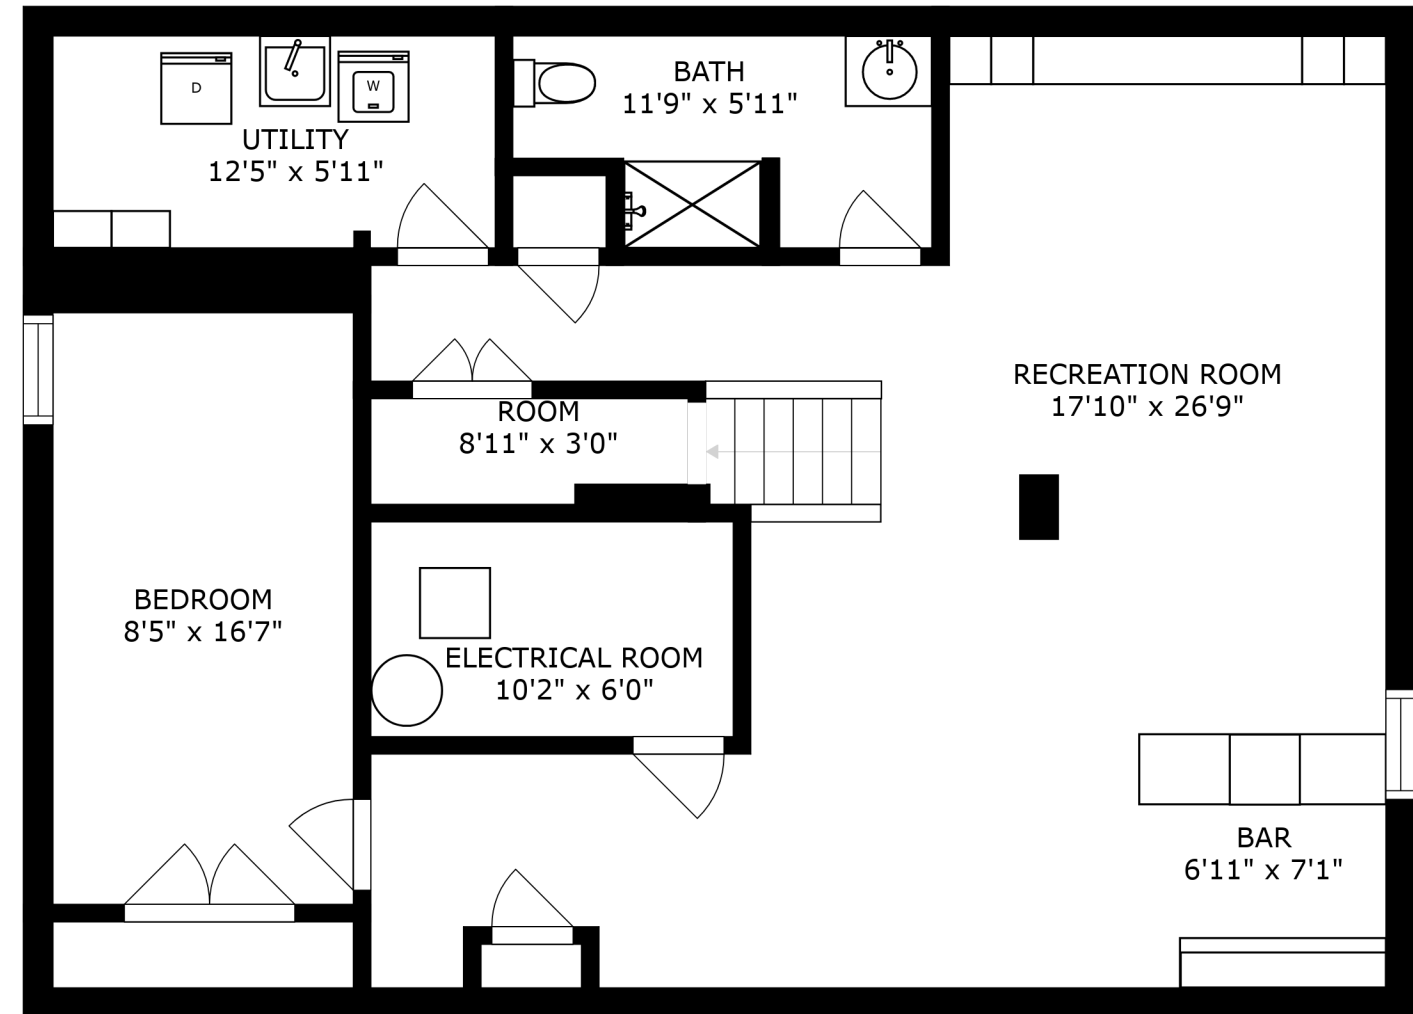 D
W
UTILITY
12'5" x 5'11"
BATH
11'9" x 5'11"
RECREATION ROOM
17'10" x 26'9"
ROOM
8'11" x 3'0"
BEDROOM
8'5" x 16'7"
ELECTRICAL ROOM
10'2" x 6'0"
BAR
6'11" x 7'1"